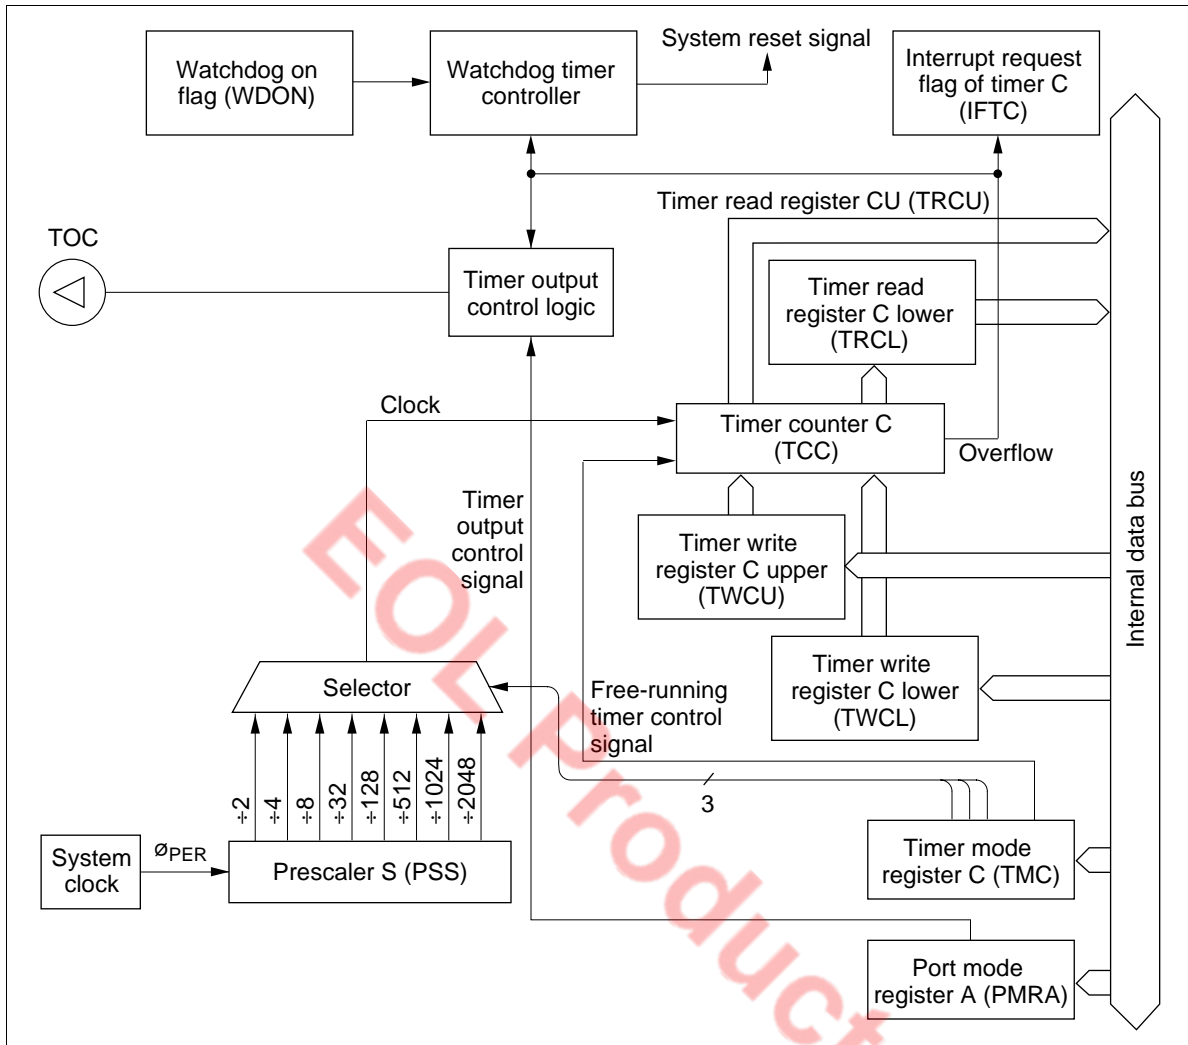 System reset signal
Watchdog on
flag (WDON)
Watchdog timer
controller
Interrupt request
flag of timer C
(IFTC)
Timer read register CU (TRCU)
TOC
Timer output
control logic
Timer read
register C lower
(TRCL)
Clock
Timer counter C
(TCC)
Overflow
Timer
output
control
signal
Timer write
register C upper
(TWCU)
Internal data bus
Timer write
register C lower
(TWCL)
Selector
Free-running
timer control
signal
÷2
÷4
÷8
÷32
÷128
÷512
÷1024
÷2048
3
System
clock
øPER
Prescaler S (PSS)
Timer mode
register C (TMC)
Port mode
register A (PMRA)
EOL Product